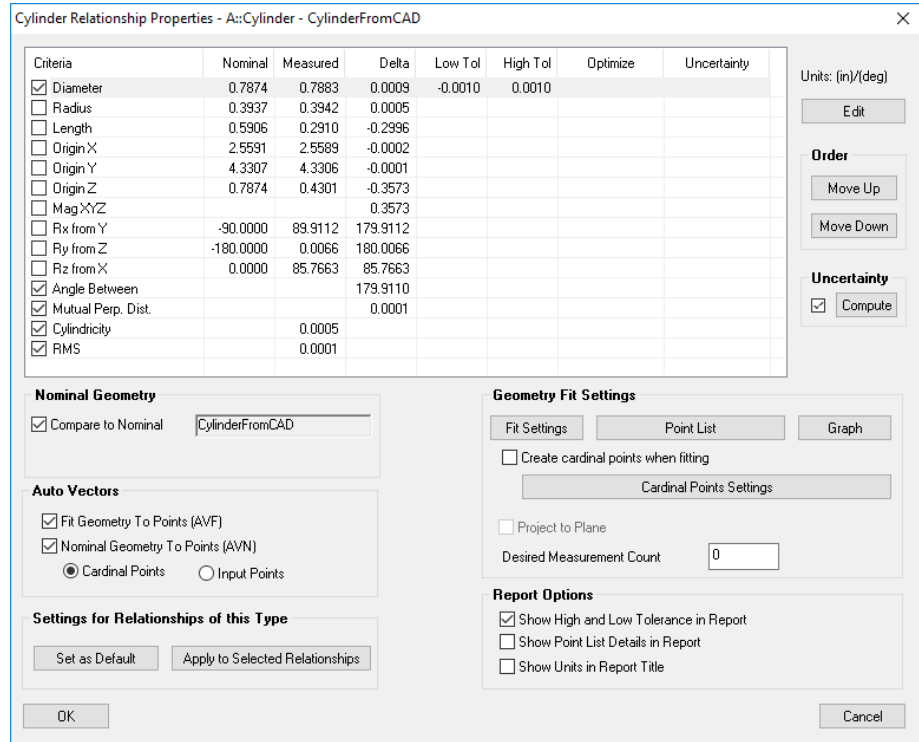 Cylinder Relationship Properties - A::Cylinder - CylinderFromCAD
Criteria Nominal Measured Delta Low Tol High Tol Optimize Uncertainty
Diameter 0.7874 0.7883 0.0009 -0.0010 0.0010
Radius 0.3937 0.3942 0.0005
Length 0.5906 0.2910 -0.2996
Origin X 2.5591 2.5589 -0.0002
Origin Y 4.3307 4.3306 -0.0001
Origin Z 0.7874 0.4301 -0.3573
Mag XYZ 0.3573
Rx from Y -90.0000 89.9112 179.9112
Ry from Z -180.0000 0.0066 180.0066
Rz from X 0.0000 85.7663 85.7663
Angle Between 179.9110
Mutual Perp. Dist. 0.0001
Cylindricity 0.0005
RMS 0.0001
Units: (in)/(deg)
Edit
Order
Move Up
Move Down
Uncertainty
Compute
Nominal Geometry
Compare to Nominal CylinderFromCAD
Auto Vectors
Fit Geometry To Points (AVF)
Nominal Geometry To Points (AVN)
Cardinal Points Input Points
Settings for Relationships of this Type
Set as Default Apply to Selected Relationships
Geometry Fit Settings
Fit Settings Point List Graph
Create cardinal points when fitting
Cardinal Points Settings
Project to Plane
Desired Measurement Count 0
Report Options
Show High and Low Tolerance in Report
Show Point List Details in Report
Show Units in Report Title
OK Cancel